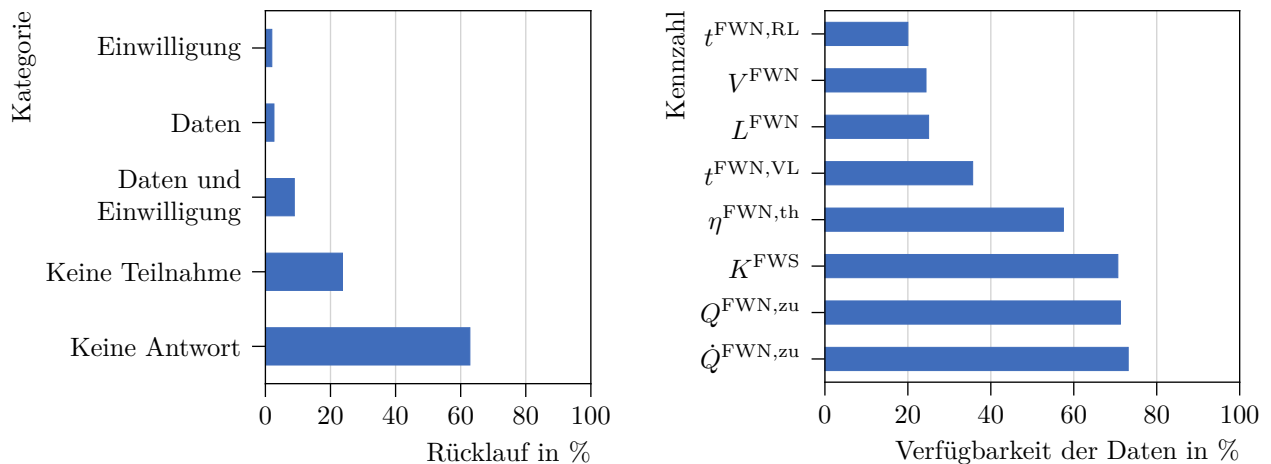 Kategorie
Einwilligung
Daten
Daten und
Einwilligung
Keine Teilnahme
Keine Antwort
0 20 40 60 80 100
Rücklauf in %
Kennzahl
t^FWN,RL
V^FWN
L^FWN
t^FWN,VL
η^FWN,th
K^FWS
Q^FWN,zu
Q̇^FWN,zu
0 20 40 60 80 100
Verfügbarkeit der Daten in %